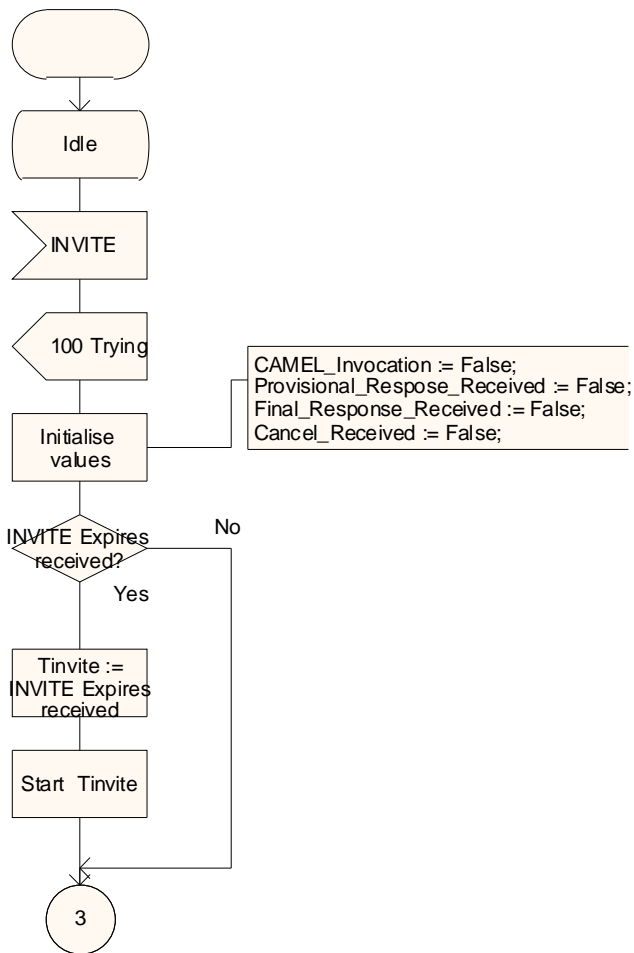 Idle
INVITE
100 Trying
CAMEL_Invocation := False;
Provisional_Respose_Received := False;
Final_Response_Received := False;
Cancel_Received := False;
Initialise
values
No
INVITE Expires
received?
Yes
Tinvite :=
INVITE Expires
received
Start Tinvite
3